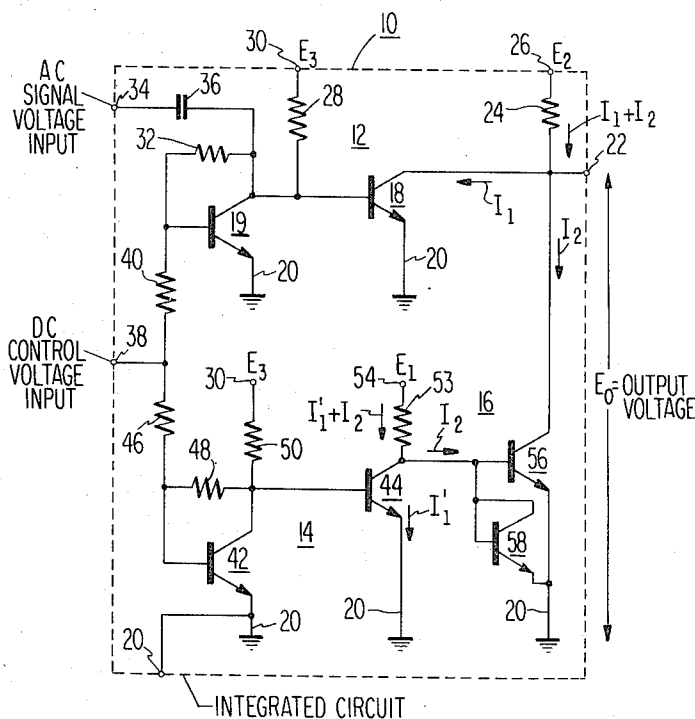 10
30
E3
26
E2
AC
SIGNAL
VOLTAGE
INPUT
34
36
28
24
I1+I2
32
12
22
18
I1
19
I2
20
20
40
DC
CONTROL
VOLTAGE
INPUT
38
E3
30
E1
54
53
16
I1'+I2
I2
E0=OUTPUT
VOLTAGE
46
48
50
56
44
I1'
14
58
42
20
20
20
20
INTEGRATED CIRCUIT